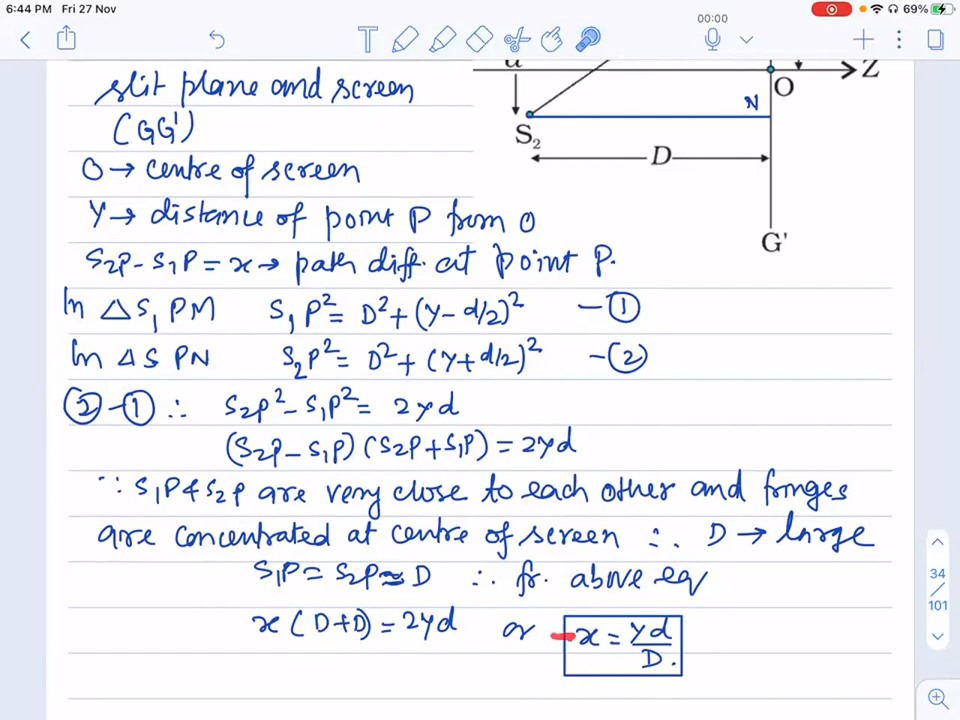 6:44 PM Fri 27 Nov
00:00
69%
slit plane and screen
(GG')
O → centre of screen
Y → distance of point P from O
S2P - S1P = x → path diff. at point P.
In △ S1 PM S1P² = D² + (Y - d/2)² - ①
In △ S PN S2P² = D² + (Y + d/2)² - ②
② - ① ∴ S2P² - S1P² = 2Yd
(S2P - S1P) (S2P + S1P) = 2Yd
∵ S1P & S2P are very close to each other and fringes
are concentrated at centre of screen ∴ D → large
S1P = S2P ≈ D ∴ fr. above eq
x (D+D) = 2Yd or x = Yd/D.
d
Z
O
N
S2
D
G'
34
/
101